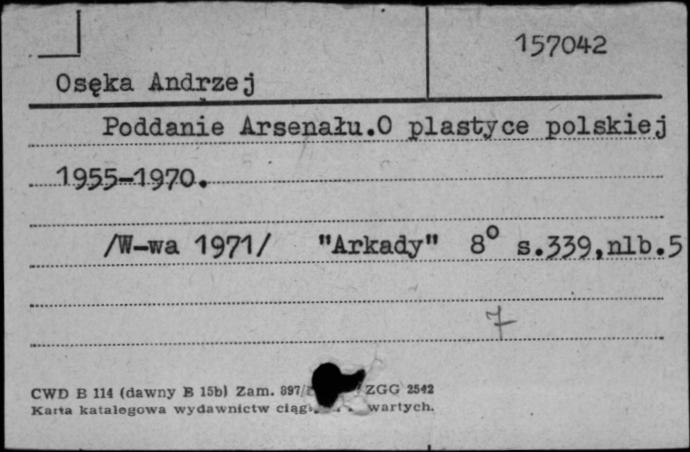 157042
Osęka Andrzej
Poddanie Arsenału.O plastyce polskiej
1955-1970.
/W-wa 1971/ "Arkady" 8° s.339,nlb.5
7
CWD B 114 (dawny B 15b) Zam. 897/ ZGG 2542
Karta katalogowa wydawnictw